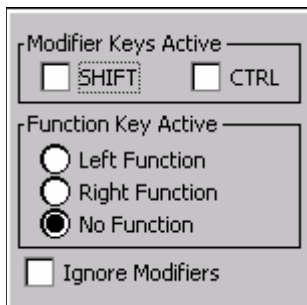 Modifier Keys Active
SHIFT CTRL
Function Key Active
Left Function
Right Function
No Function
Ignore Modifiers